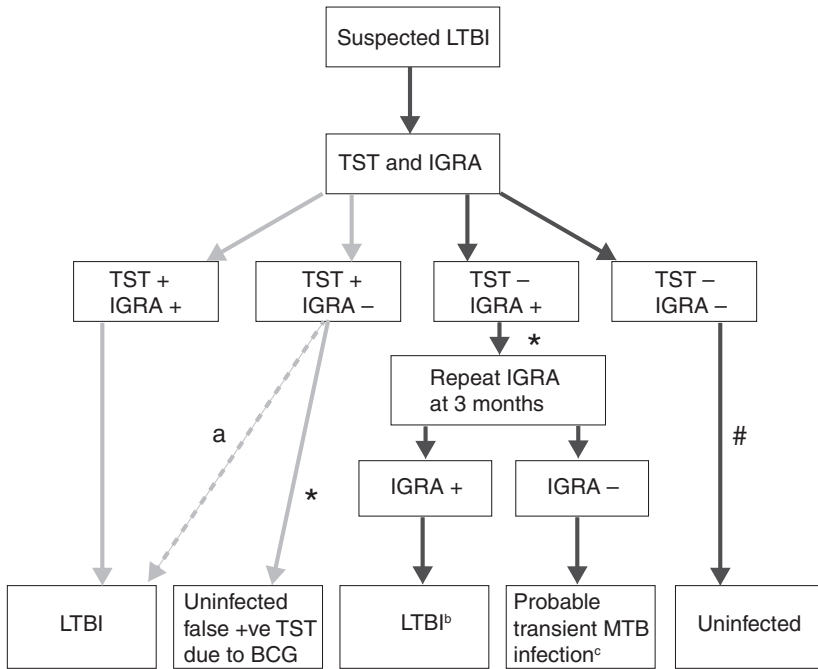 Suspected LTBI
TST and IGRA
TST +
IGRA +
TST +
IGRA –
TST –
IGRA +
TST –
IGRA –
*
Repeat IGRA
at 3 months
a
#
IGRA +
IGRA –
*
LTBI
Uninfected
false +ve TST
due to BCG
LTBIᵇ
Probable
transient MTB
infectionᶜ
Uninfected